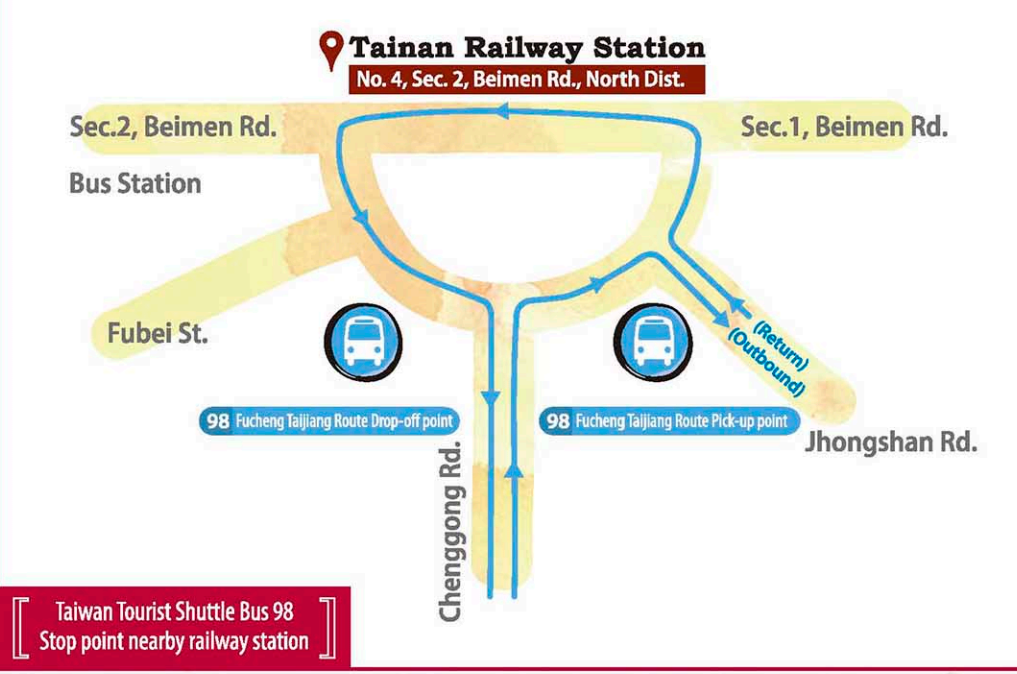 Tainan Railway Station
No. 4, Sec. 2, Beimen Rd., North Dist.
Sec.2, Beimen Rd.
Sec.1, Beimen Rd.
Bus Station
Fubei St.
(Return)
(Outbound)
98 Fucheng Taijiang Route Drop-off point
98 Fucheng Taijiang Route Pick-up point
Jhongshan Rd.
Chenggong Rd.
Taiwan Tourist Shuttle Bus 98
Stop point nearby railway station